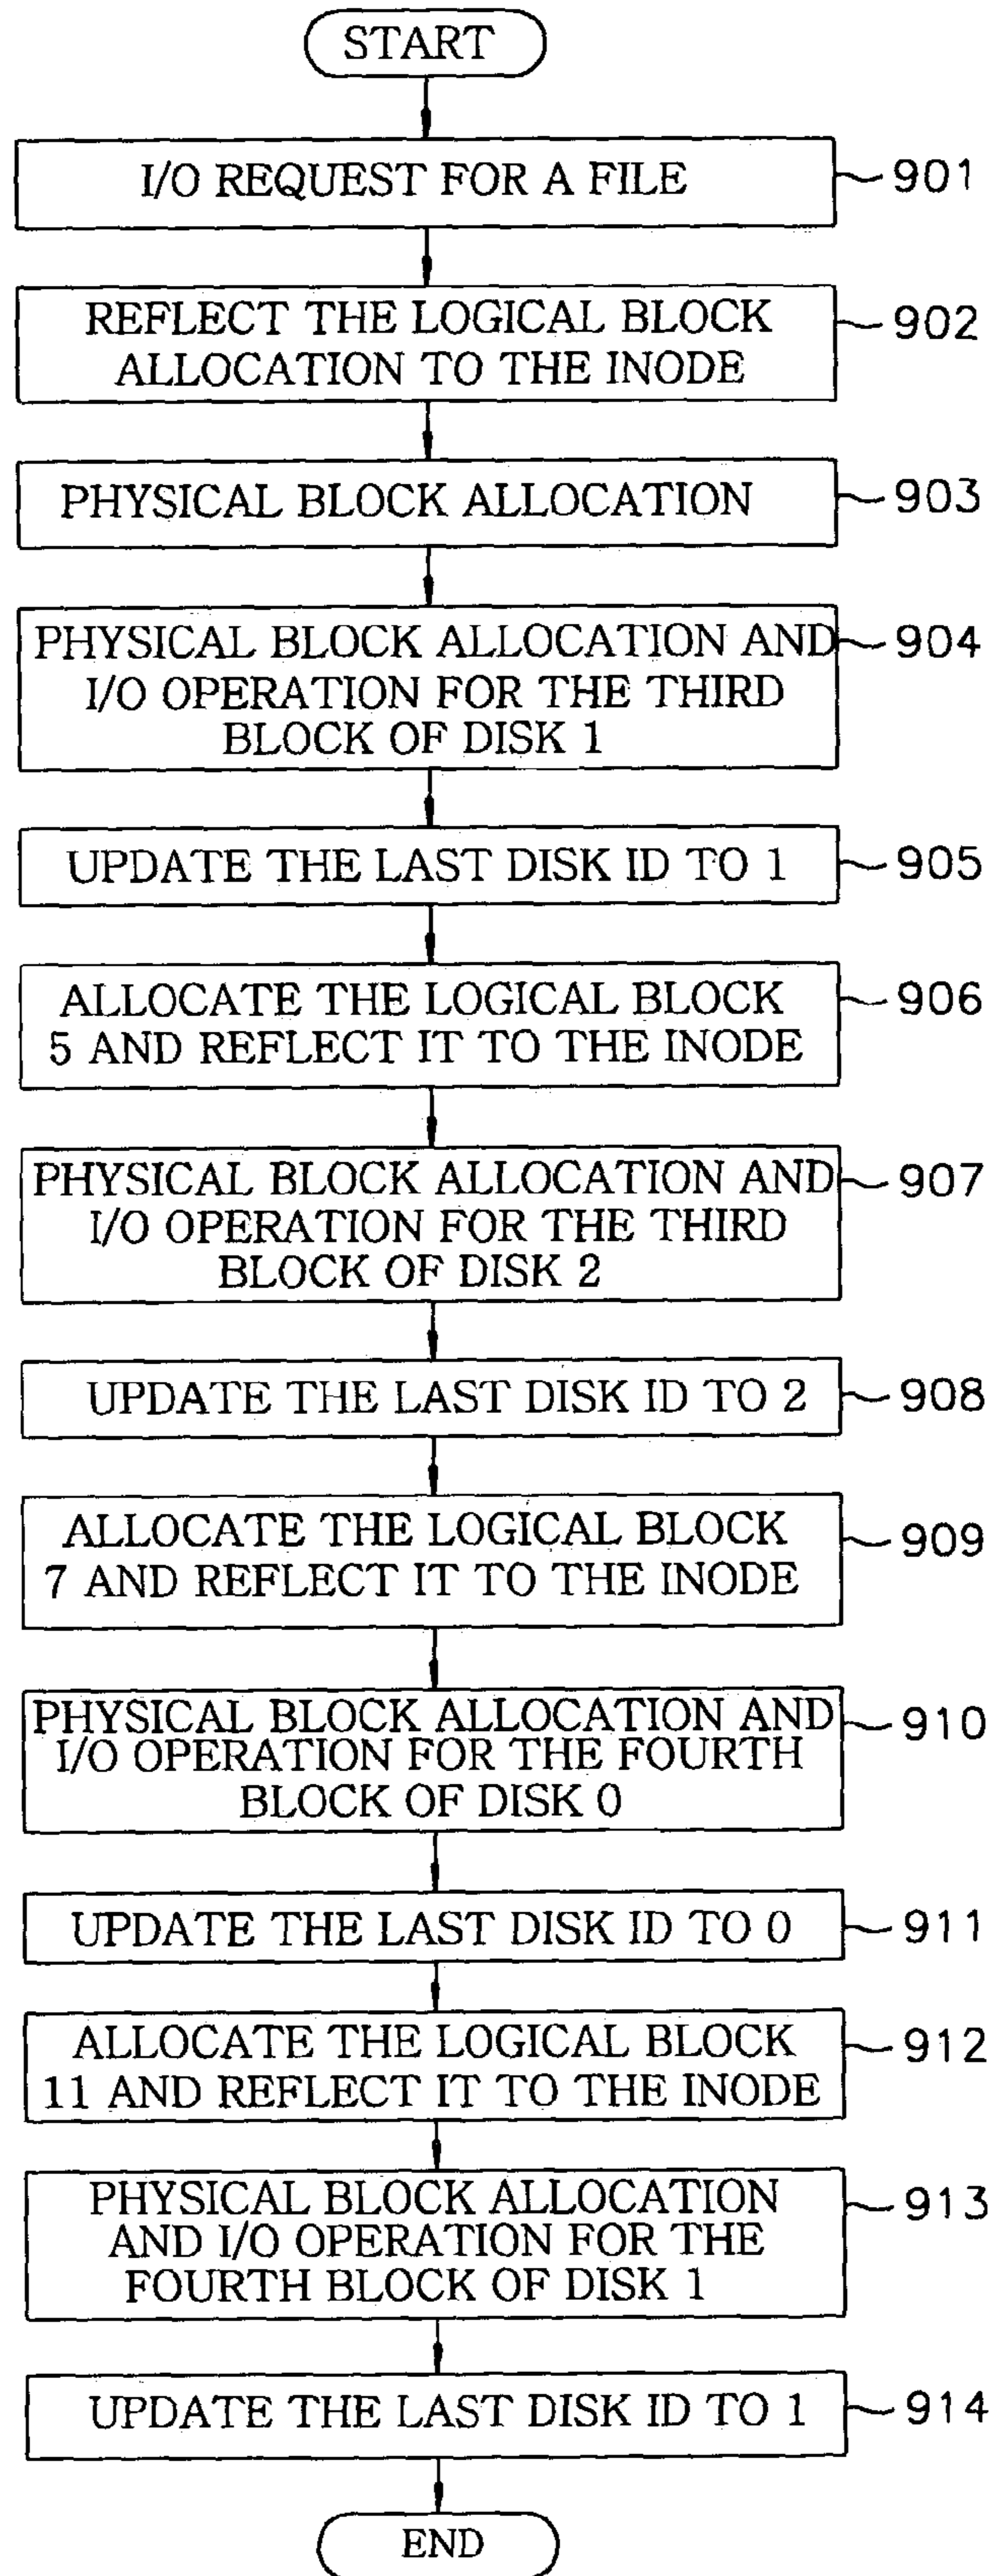 START
I/O REQUEST FOR A FILE
901
REFLECT THE LOGICAL BLOCK
ALLOCATION TO THE INODE
902
PHYSICAL BLOCK ALLOCATION
903
PHYSICAL BLOCK ALLOCATION AND
I/O OPERATION FOR THE THIRD
BLOCK OF DISK 1
904
UPDATE THE LAST DISK ID TO 1
905
ALLOCATE THE LOGICAL BLOCK
5 AND REFLECT IT TO THE INODE
906
PHYSICAL BLOCK ALLOCATION AND
I/O OPERATION FOR THE THIRD
BLOCK OF DISK 2
907
UPDATE THE LAST DISK ID TO 2
908
ALLOCATE THE LOGICAL BLOCK
7 AND REFLECT IT TO THE INODE
909
PHYSICAL BLOCK ALLOCATION AND
I/O OPERATION FOR THE FOURTH
BLOCK OF DISK 0
910
UPDATE THE LAST DISK ID TO 0
911
ALLOCATE THE LOGICAL BLOCK
11 AND REFLECT IT TO THE INODE
912
PHYSICAL BLOCK ALLOCATION
AND I/O OPERATION FOR THE
FOURTH BLOCK OF DISK 1
913
UPDATE THE LAST DISK ID TO 1
914
END